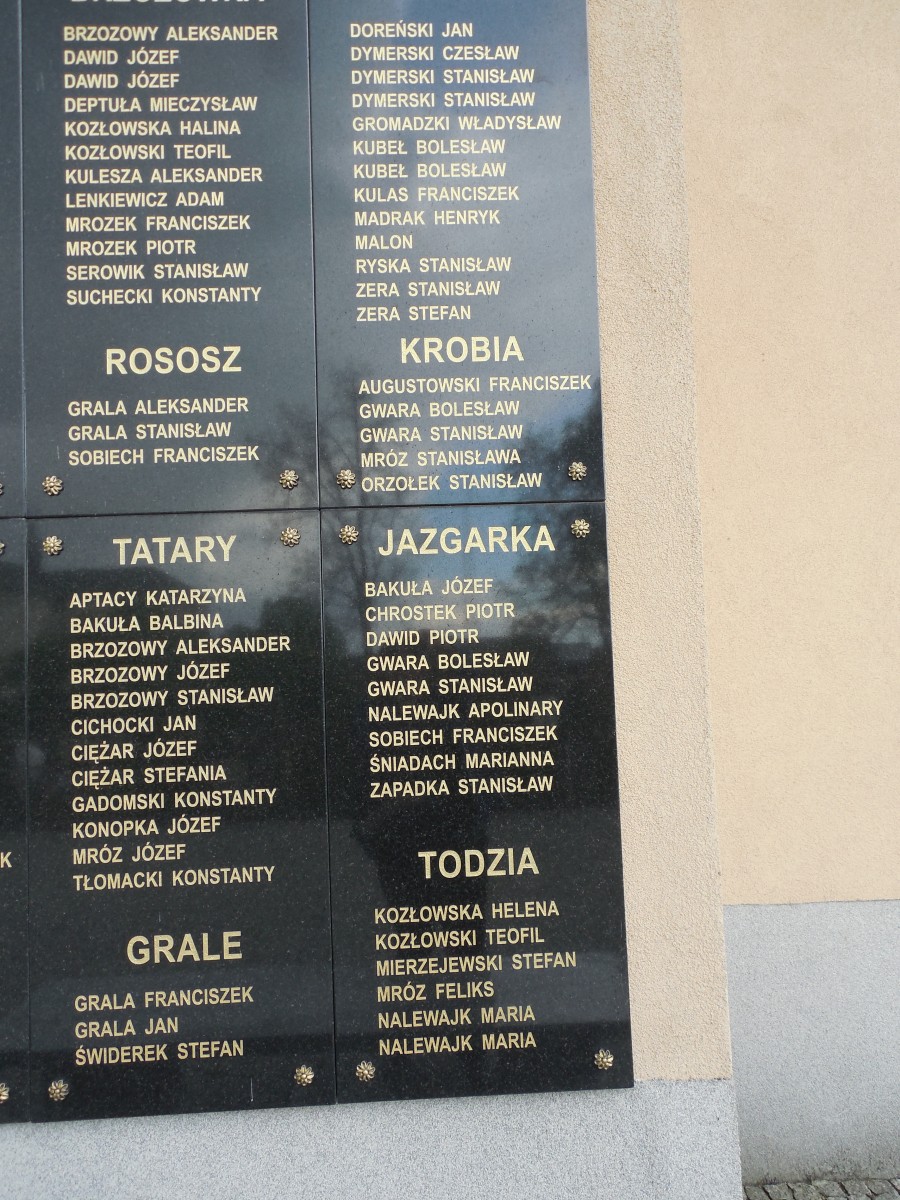 BRZOZÓWKA
BRZOZOWY ALEKSANDER
DAWID JÓZEF
DAWID JÓZEF
DEPTUŁA MIECZYSŁAW
KOZŁOWSKA HALINA
KOZŁOWSKI TEOFIL
KULESZA ALEKSANDER
LENKIEWICZ ADAM
MROZEK FRANCISZEK
MROZEK PIOTR
SEROWIK STANISŁAW
SUCHECKI KONSTANTY
ROSOSZ
GRALA ALEKSANDER
GRALA STANISŁAW
SOBIECH FRANCISZEK
TATARY
APTACY KATARZYNA
BAKUŁA BALBINA
BRZOZOWY ALEKSANDER
BRZOZOWY JÓZEF
BRZOZOWY STANISŁAW
CICHOCKI JAN
CIĘŻAR JÓZEF
CIĘŻAR STEFANIA
GADOMSKI KONSTANTY
KONOPKA JÓZEF
MRÓZ JÓZEF
TŁOMACKI KONSTANTY
GRALE
GRALA FRANCISZEK
GRALA JAN
ŚWIDEREK STEFAN
DOREŃSKI JAN
DYMERSKI CZESŁAW
DYMERSKI STANISŁAW
DYMERSKI STANISŁAW
GROMADZKI WŁADYSŁAW
KUBEŁ BOLESŁAW
KUBEŁ BOLESŁAW
KULAS FRANCISZEK
MADRAK HENRYK
MALON
RYSKA STANISŁAW
ZERA STANISŁAW
ZERA STEFAN
KROBIA
AUGUSTOWSKI FRANCISZEK
GWARA BOLESŁAW
GWARA STANISŁAW
MRÓZ STANISŁAWA
ORZOŁEK STANISŁAW
JAZGARKA
BAKUŁA JÓZEF
CHROSTEK PIOTR
DAWID PIOTR
GWARA BOLESŁAW
GWARA STANISŁAW
NALEWAJK APOLINARY
SOBIECH FRANCISZEK
ŚNIADACH MARIANNA
ZAPADKA STANISŁAW
TODZIA
KOZŁOWSKA HELENA
KOZŁOWSKI TEOFIL
MIERZEJEWSKI STEFAN
MRÓZ FELIKS
NALEWAJK MARIA
NALEWAJK MARIA